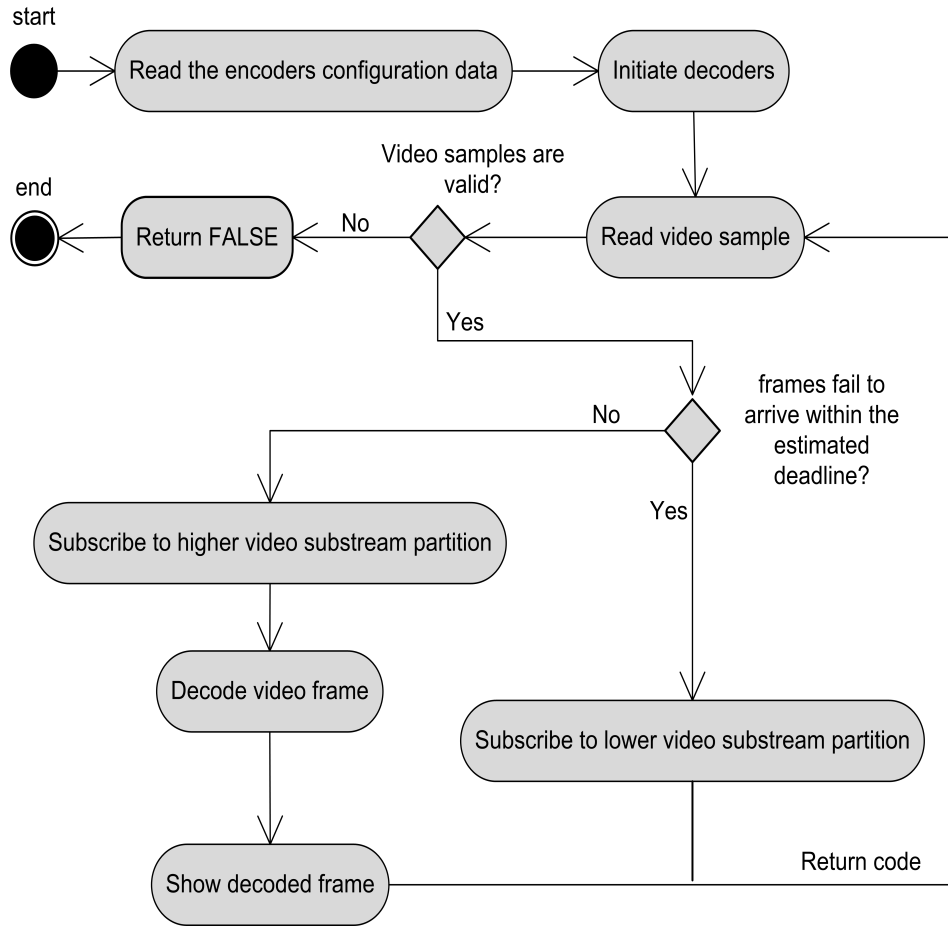 start
Read the encoders configuration data
Initiate decoders
Video samples are
valid?
end
Return FALSE
No
Read video sample
Yes
frames fail to
arrive within the
estimated
deadline?
No
Yes
Subscribe to higher video substream partition
Decode video frame
Subscribe to lower video substream partition
Return code
Show decoded frame